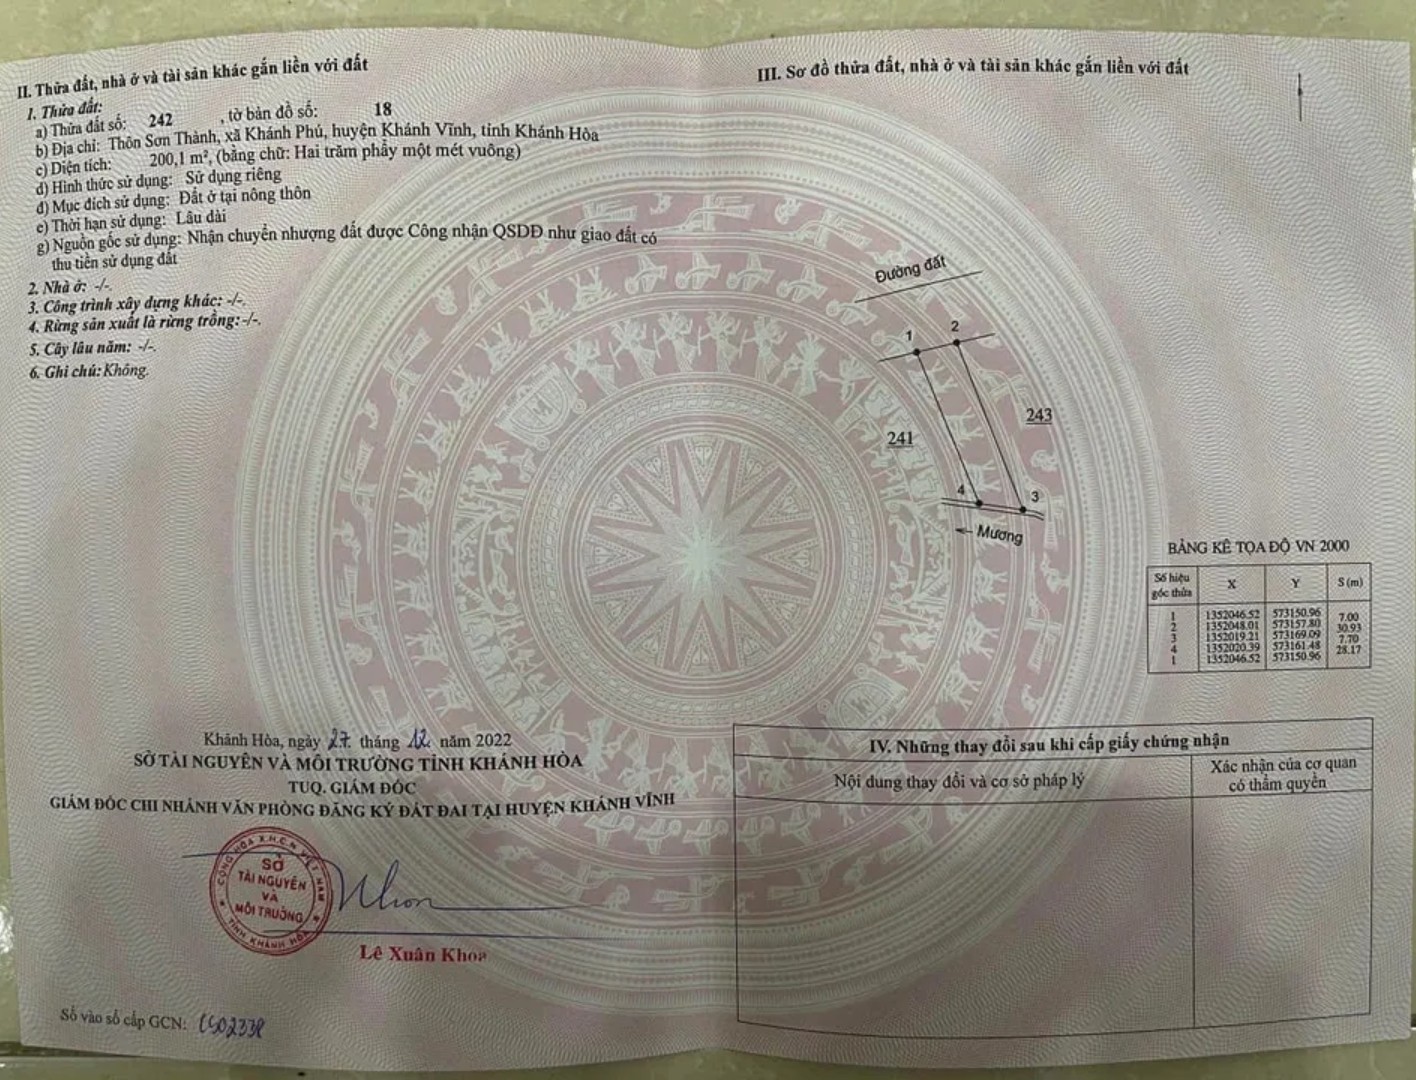 II. Thửa đất, nhà ở và tài sản khác gắn liền với đất
1. Thửa đất:
a) Thửa đất số: 242 , tờ bản đồ số: 18
b) Địa chỉ: Thôn Sơn Thành, xã Khánh Phú, huyện Khánh Vĩnh, tỉnh Khánh Hòa
c) Diện tích: 200,1 m², (bằng chữ: Hai trăm phẩy một mét vuông)
d) Hình thức sử dụng: Sử dụng riêng
đ) Mục đích sử dụng: Đất ở tại nông thôn
e) Thời hạn sử dụng: Lâu dài
g) Nguồn gốc sử dụng: Nhận chuyển nhượng đất được Công nhận QSDĐ như giao đất có
thu tiền sử dụng đất
2. Nhà ở: -/-.
3. Công trình xây dựng khác: -/-.
4. Rừng sản xuất là rừng trồng:-/-.
5. Cây lâu năm: -/-.
6. Ghi chú: Không.
Khánh Hòa, ngày 27 tháng 12 năm 2022
SỞ TÀI NGUYÊN VÀ MÔI TRƯỜNG TỈNH KHÁNH HÒA
TUQ. GIÁM ĐỐC
GIÁM ĐỐC CHI NHÁNH VĂN PHÒNG ĐĂNG KÝ ĐẤT ĐAI TẠI HUYỆN KHÁNH VĨNH
CỘNG HÒA X.H.C.N VIỆT NAM
SỞ
TÀI NGUYÊN
VÀ
MÔI TRƯỜNG
TỈNH KHÁNH HÒA
Lê Xuân Khoa
Số vào sổ cấp GCN: CS02338
III. Sơ đồ thửa đất, nhà ở và tài sản khác gắn liền với đất
Đường đất
1 2
243
241
4 3
Mương
BẢNG KÊ TỌA ĐỘ VN 2000
Số hiệu góc thửa X Y S (m)
1 1352046.52 573150.96
7.00
2 1352048.01 573157.80
30.93
3 1352019.21 573169.09
7.70
4 1352020.39 573161.48
28.17
1 1352046.52 573150.96
IV. Những thay đổi sau khi cấp giấy chứng nhận
Nội dung thay đổi và cơ sở pháp lý
Xác nhận của cơ quan
có thẩm quyền